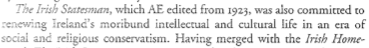 The Irish Statesman, which AE edited from 1923, was also committed to
renewing Ireland's moribund intellectual and cultural life in an era of
social and religious conservatism. Having merged with the Irish Home-